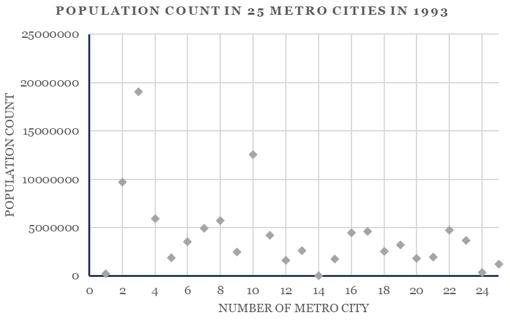 POPULATION COUNT IN 25 METRO CITIES IN 1993
25000000
20000000
15000000
10000000
5000000
0
POPULATION COUNT
0 2 4 6 8 10 12 14 16 18 20 22 24
NUMBER OF METRO CITY